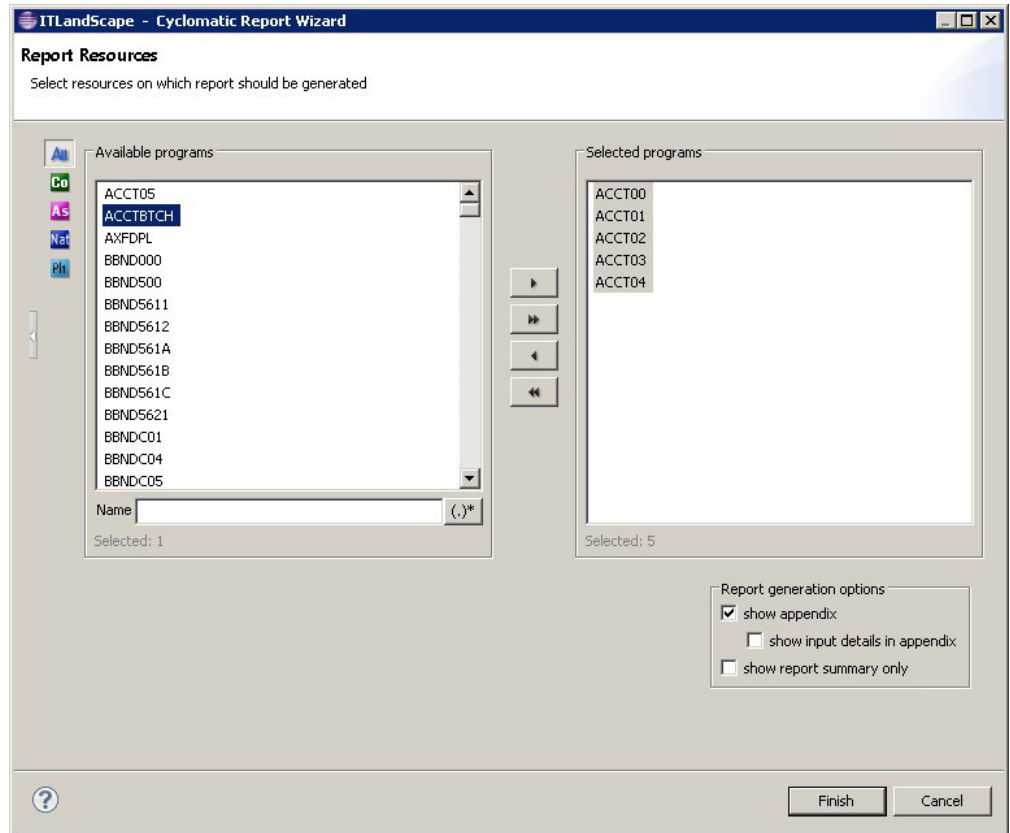 ITLandScape - Cyclomatic Report Wizard
Report Resources
Select resources on which report should be generated
All
Co
As
Nat
Pl1
Available programs
ACCT05
ACCTBTCH
AXFDPL
BBND000
BBND500
BBND5611
BBND5612
BBND561A
BBND561B
BBND561C
BBND5621
BBNDC01
BBNDC04
BBNDC05
Name
(.)*
Selected: 1
Selected programs
ACCT00
ACCT01
ACCT02
ACCT03
ACCT04
Selected: 5
Report generation options
show appendix
show input details in appendix
show report summary only
?
Finish
Cancel